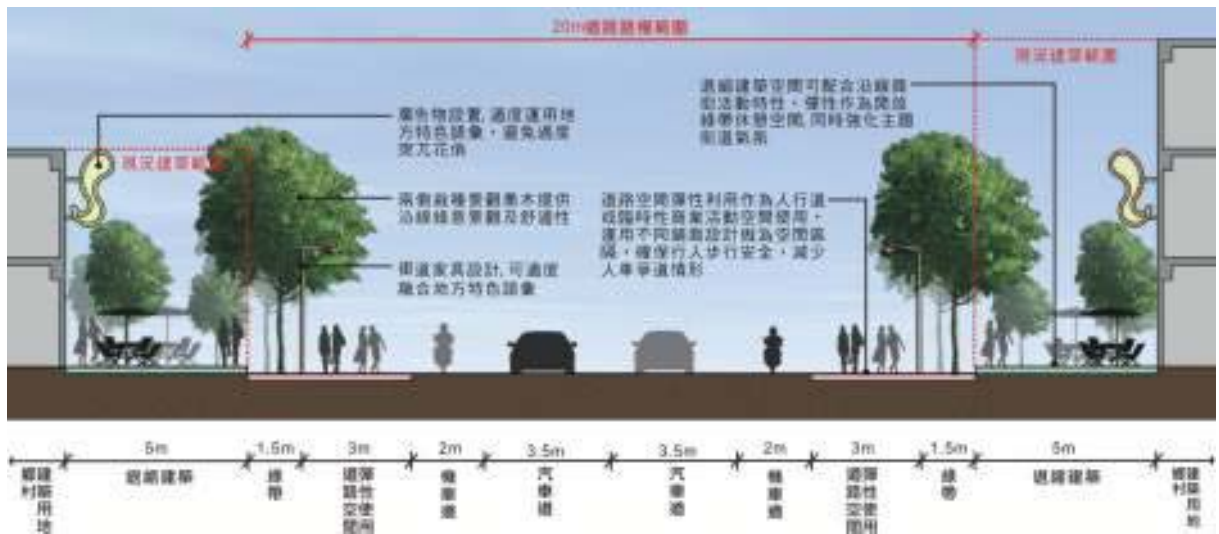 20m道路路權範圍
現況建築範圍
退縮建築空間可配合沿線商
街活動特性，彈性作為開放
綠帶休憩空間，同時強化主題
街道氣氛
廣告物設置，適度運用地
方特色語彙，避免過度
突兀花俏
現況建築範圍
兩側栽種景觀喬木提供
沿線綠意景觀及舒適性
道路空間彈性利用作為人行道
或臨時性商業活動空間使用，
運用不同鋪面設計做為空間區
隔，確保行人步行安全，減少
人車爭道情形
街道家具設計，可適度
融合地方特色語彙
5m
1.5m
3m
2m
3.5m
3.5m
2m
3m
1.5m
5m
鄉村建築用地
退縮建築
綠帶
彈性使用道路空間
機車道
汽車道
汽車道
機車道
彈性使用道路空間
綠帶
退縮建築
鄉村建築用地